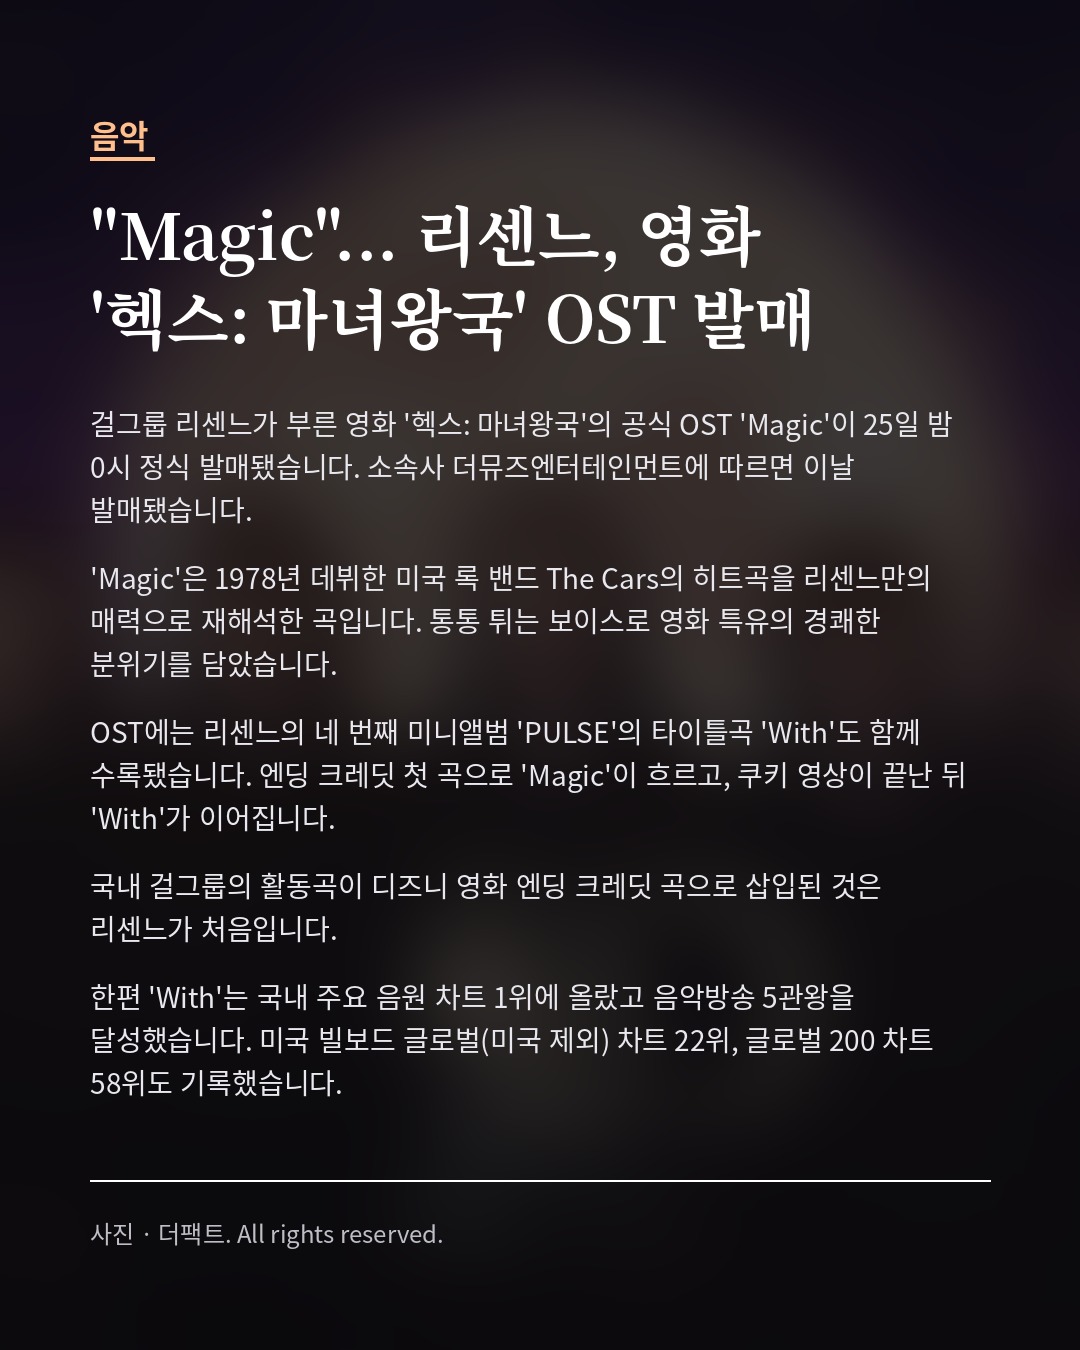 음악
"Magic"... 리센느, 영화
'헥스: 마녀왕국' OST 발매
걸그룹 리센느가 부른 영화 '헥스: 마녀왕국'의 공식 OST 'Magic'이 25일 밤
0시 정식 발매됐습니다. 소속사 더뮤즈엔터테인먼트에 따르면 이날
발매됐습니다.
'Magic'은 1978년 데뷔한 미국 록 밴드 The Cars의 히트곡을 리센느만의
매력으로 재해석한 곡입니다. 통통 튀는 보이스로 영화 특유의 경쾌한
분위기를 담았습니다.
OST에는 리센느의 네 번째 미니앨범 'PULSE'의 타이틀곡 'With'도 함께
수록됐습니다. 엔딩 크레딧 첫 곡으로 'Magic'이 흐르고, 쿠키 영상이 끝난 뒤
'With'가 이어집니다.
국내 걸그룹의 활동곡이 디즈니 영화 엔딩 크레딧 곡으로 삽입된 것은
리센느가 처음입니다.
한편 'With'는 국내 주요 음원 차트 1위에 올랐고 음악방송 5관왕을
달성했습니다. 미국 빌보드 글로벌(미국 제외) 차트 22위, 글로벌 200 차트
58위도 기록했습니다.
사진 · 더팩트. All rights reserved.